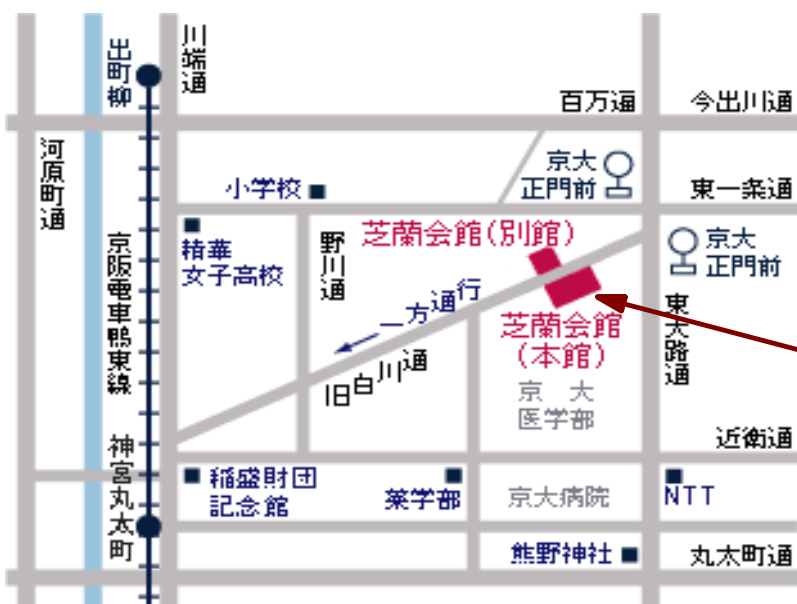 出町柳
川端通
百万遍
今出川通
河原町通
京大
正門前
小学校
東一条通
精華
女子高校
野川通
芝蘭会館(別館)
京大
正門前
京阪電車鴨東線
一方通行
芝蘭会館
(本館)
東大路通
旧白川通
京 大
医学部
近衛通
神宮丸太町
稲盛財団
記念館
薬学部
京大病院
NTT
熊野神社
丸太町通